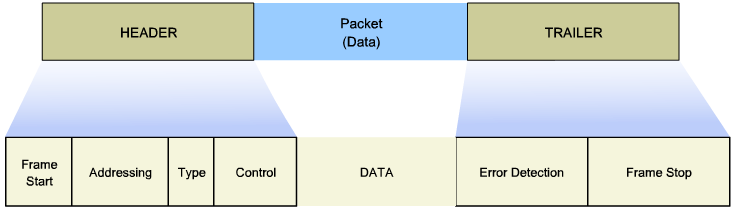 HEADER
Packet
(Data)
TRAILER
Frame
Start
Addressing
Type
Control
DATA
Error Detection
Frame Stop